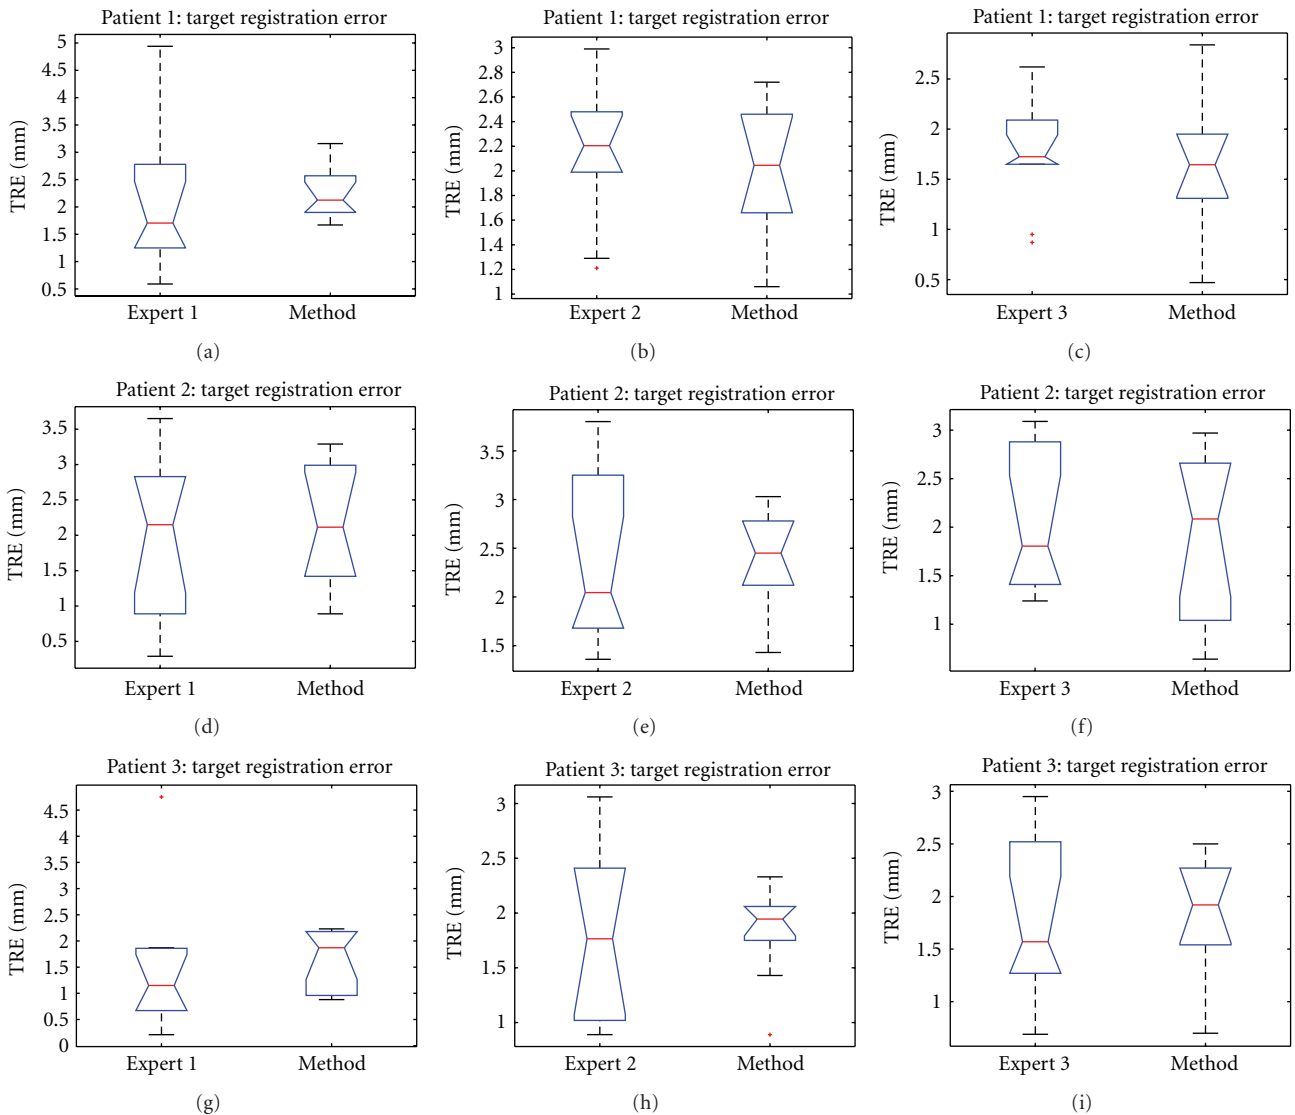 Patient 1: target registration error
5
4.5
4
3.5
3
2.5
2
1.5
1
0.5
TRE (mm)
Expert 1 Method
(a)
Patient 1: target registration error
3
2.8
2.6
2.4
2.2
2
1.8
1.6
1.4
1.2
1
TRE (mm)
Expert 2 Method
(b)
Patient 1: target registration error
2.5
2
1.5
1
0.5
TRE (mm)
Expert 3 Method
(c)
Patient 2: target registration error
3.5
3
2.5
2
1.5
1
0.5
TRE (mm)
Expert 1 Method
(d)
Patient 2: target registration error
3.5
3
2.5
2
1.5
TRE (mm)
Expert 2 Method
(e)
Patient 2: target registration error
3
2.5
2
1.5
1
TRE (mm)
Expert 3 Method
(f)
Patient 3: target registration error
4.5
4
3.5
3
2.5
2
1.5
1
0.5
0
TRE (mm)
Expert 1 Method
(g)
Patient 3: target registration error
3
2.5
2
1.5
1
TRE (mm)
Expert 2 Method
(h)
Patient 3: target registration error
3
2.5
2
1.5
1
TRE (mm)
Expert 3 Method
(i)